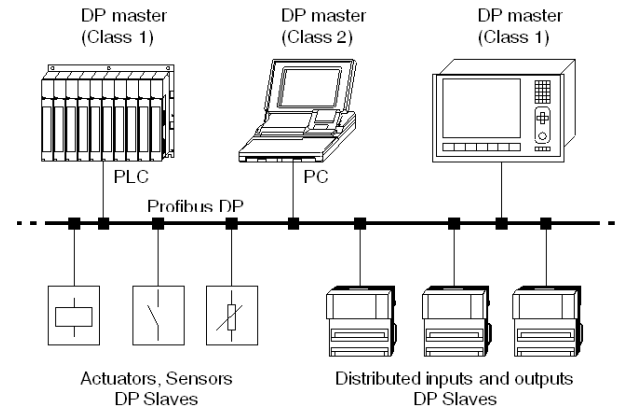 DP master
(Class 1)
DP master
(Class 2)
DP master
(Class 1)
PLC
PC
Profibus DP
Actuators, Sensors
DP Slaves
Distributed inputs and outputs
DP Slaves